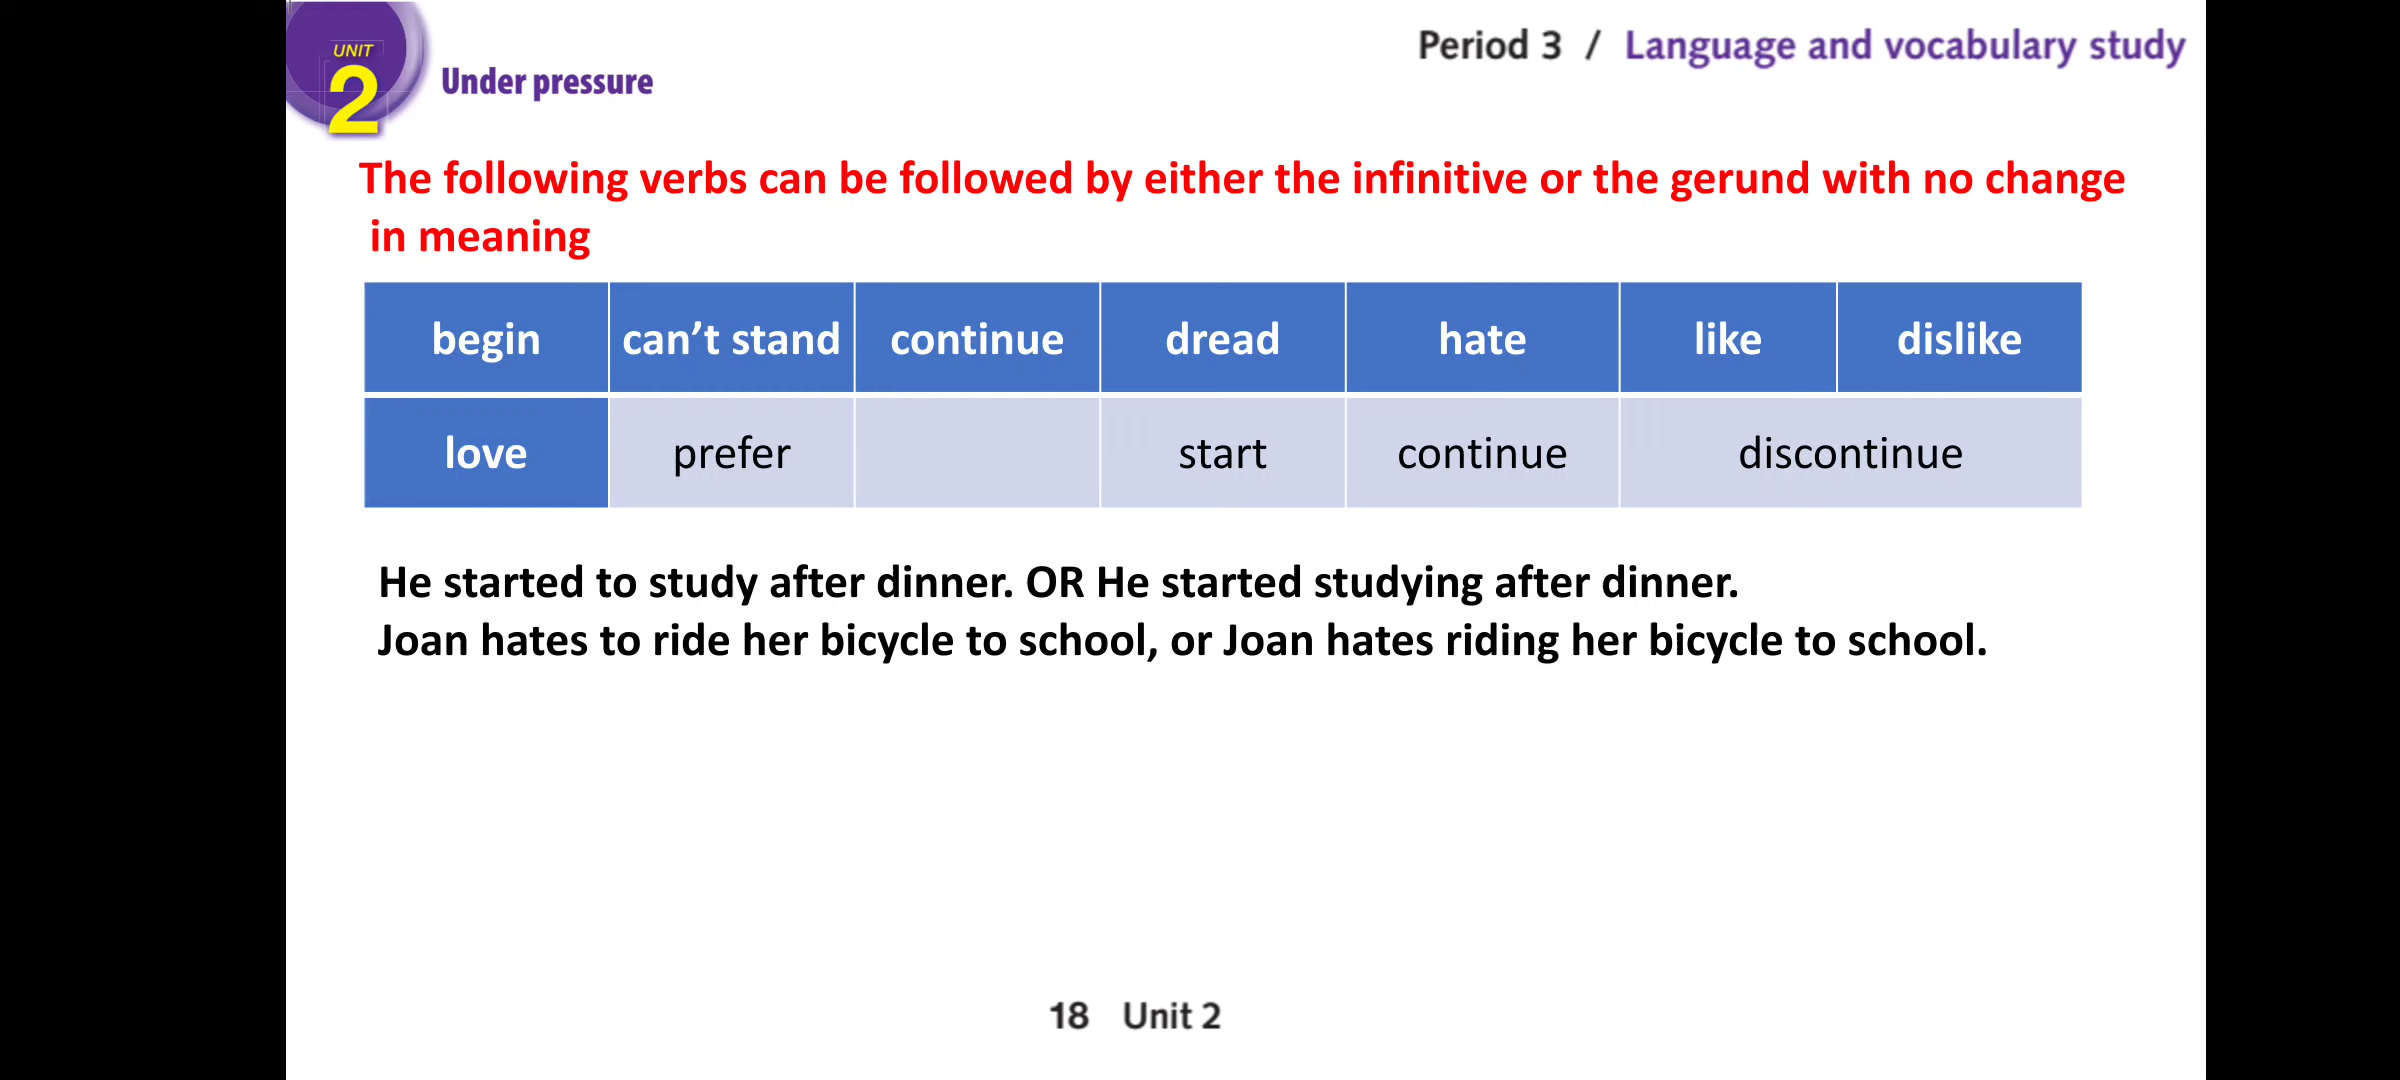 UNIT
2
Under pressure
Period 3 / Language and vocabulary study
The following verbs can be followed by either the infinitive or the gerund with no change
in meaning
begin can’t stand continue dread hate like dislike
love prefer start continue discontinue
He started to study after dinner. OR He started studying after dinner.
Joan hates to ride her bicycle to school, or Joan hates riding her bicycle to school.
18 Unit 2